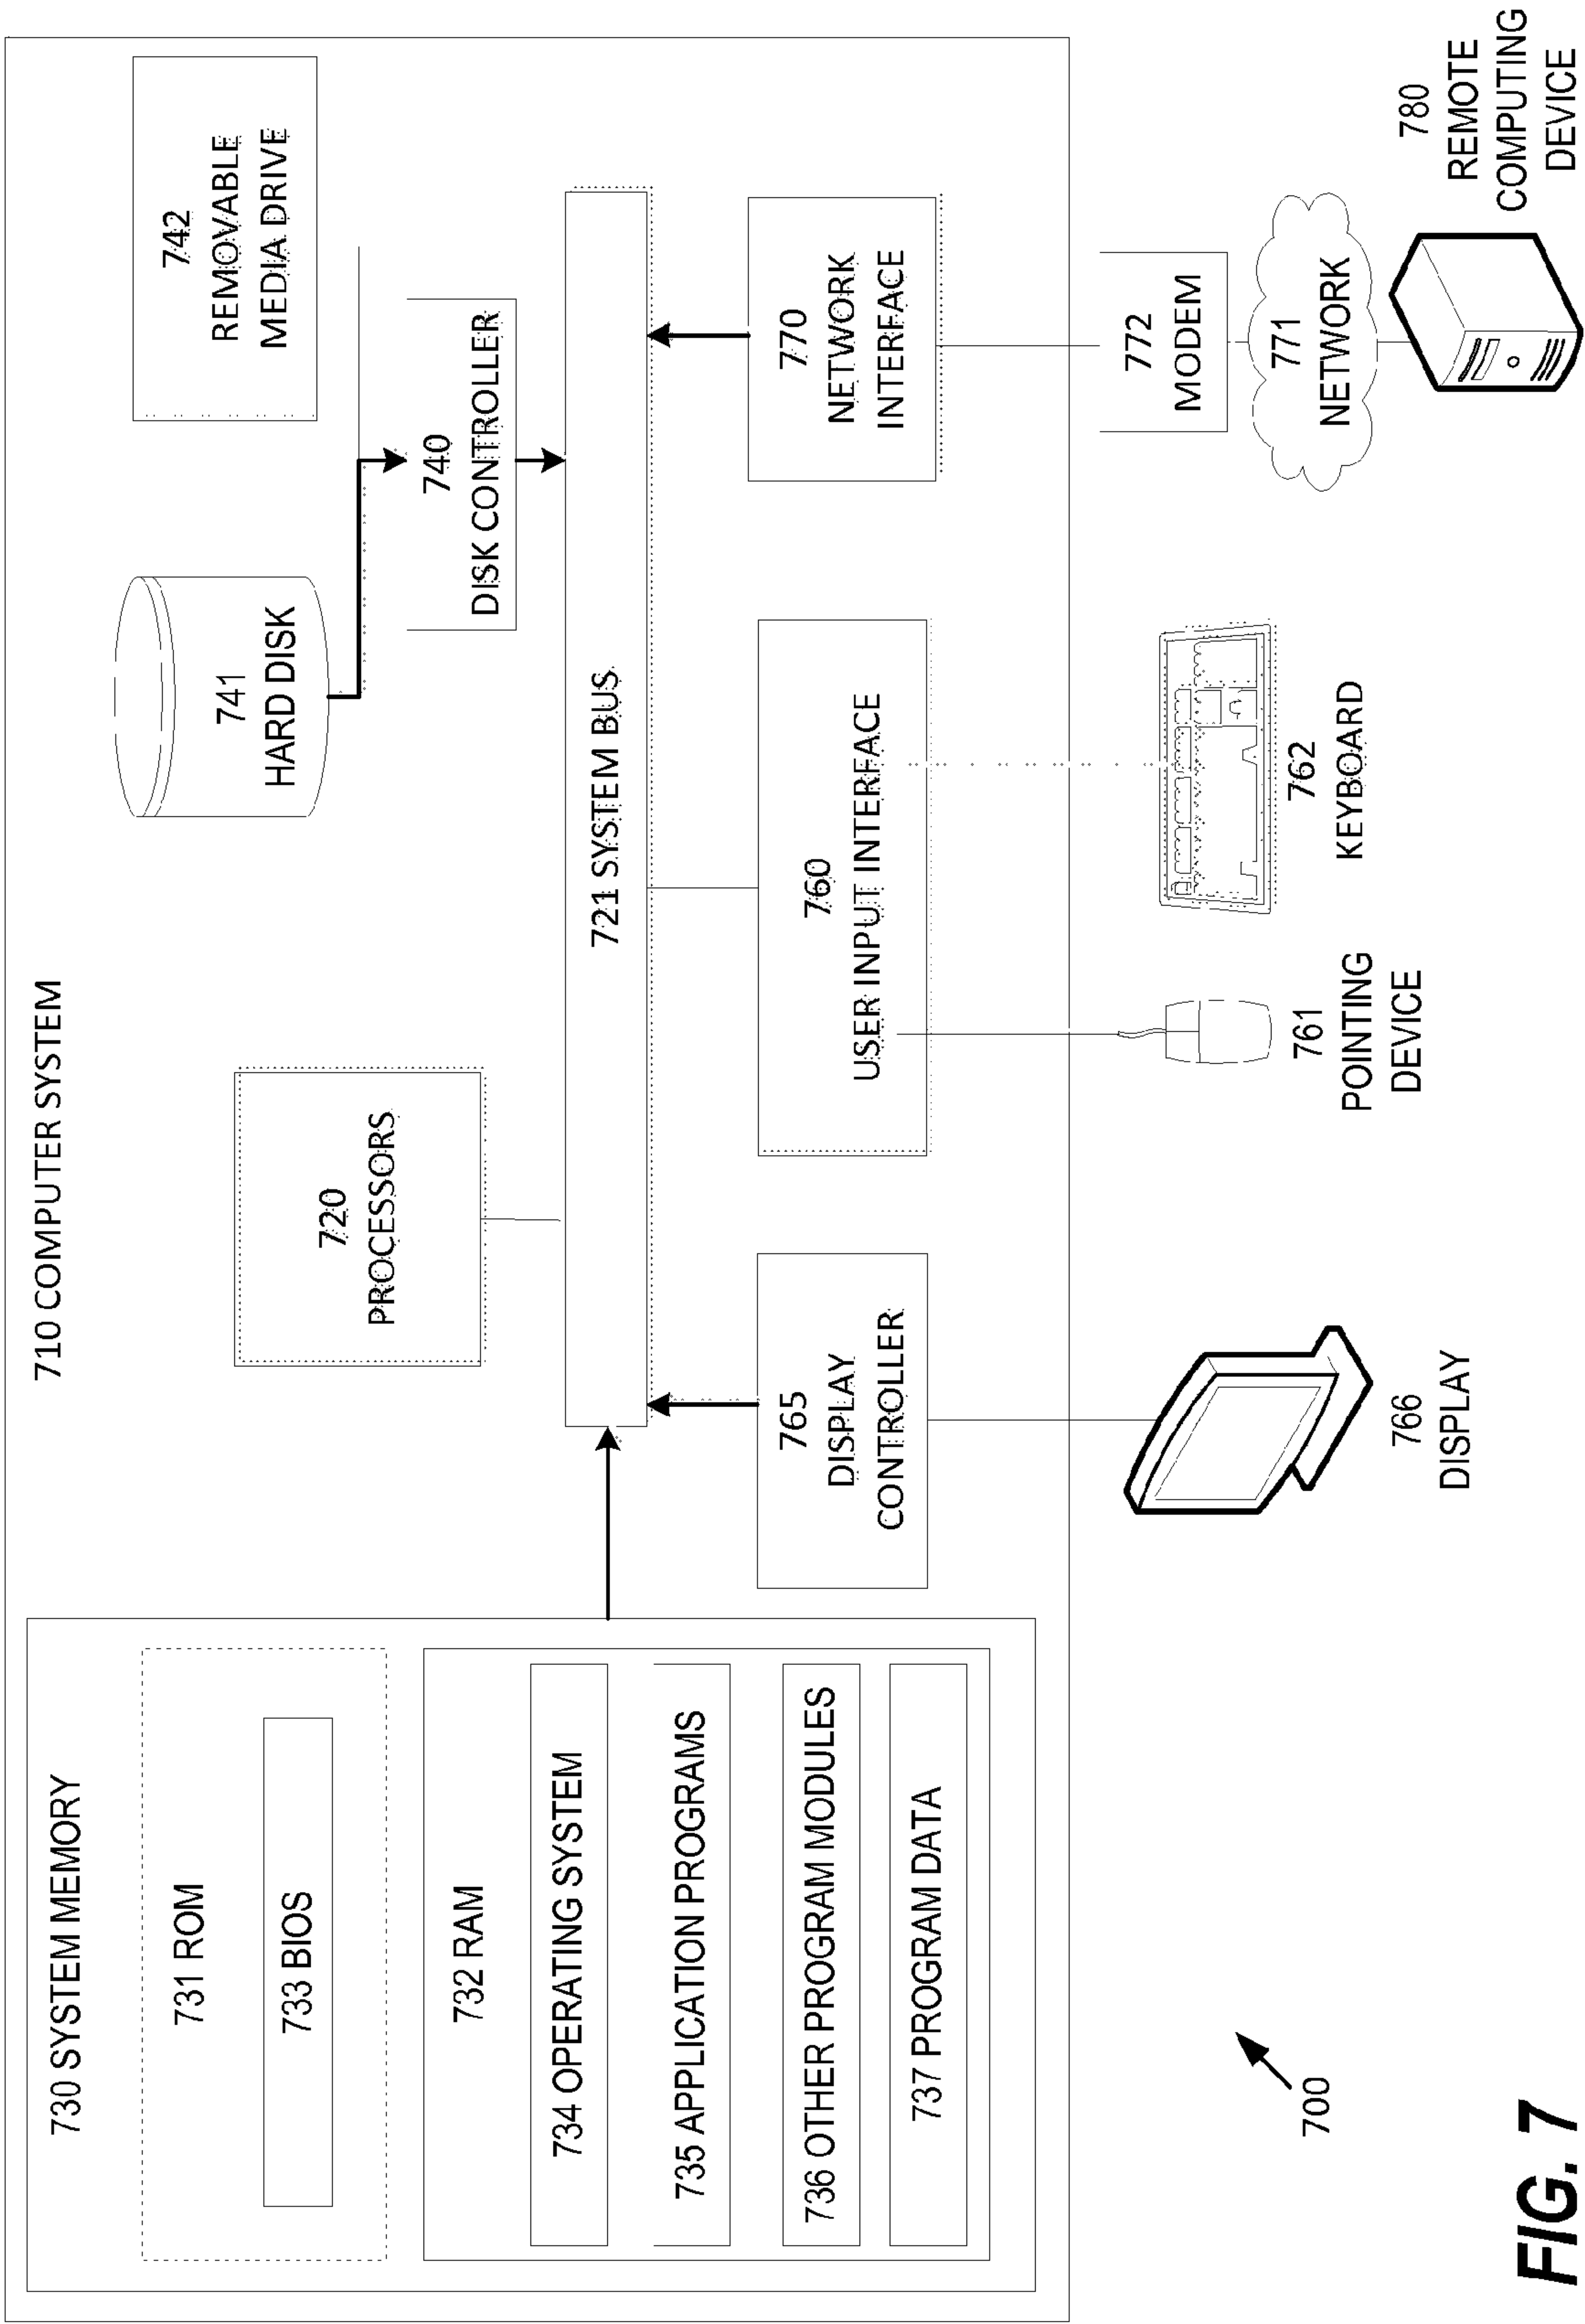 710 COMPUTER SYSTEM
730 SYSTEM MEMORY
731 ROM
733 BIOS
732 RAM
734 OPERATING SYSTEM
735 APPLICATION PROGRAMS
736 OTHER PROGRAM MODULES
737 PROGRAM DATA
720
PROCESSORS
741
HARD DISK
742
REMOVABLE
MEDIA DRIVE
740
DISK CONTROLLER
721 SYSTEM BUS
765
DISPLAY
CONTROLLER
760
USER INPUT INTERFACE
770
NETWORK
INTERFACE
772
MODEM
771
NETWORK
780
REMOTE
COMPUTING
DEVICE
766
DISPLAY
761
POINTING
DEVICE
762
KEYBOARD
700
FIG. 7